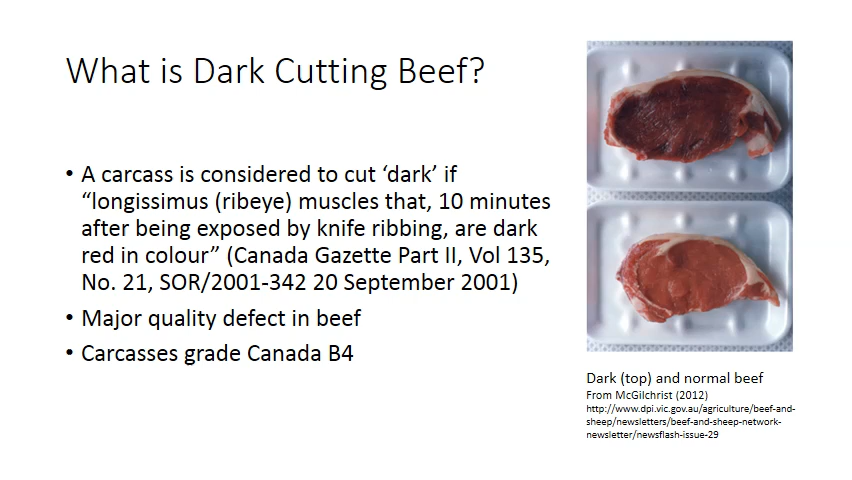 What is Dark Cutting Beef?
• A carcass is considered to cut ‘dark’ if
“longissimus (ribeye) muscles that, 10 minutes
after being exposed by knife ribbing, are dark
red in colour” (Canada Gazette Part II, Vol 135,
No. 21, SOR/2001-342 20 September 2001)
• Major quality defect in beef
• Carcasses grade Canada B4
Dark (top) and normal beef
From McGilchrist (2012)
http://www.dpi.vic.gov.au/agriculture/beef-and-
sheep/newsletters/beef-and-sheep-network-
newsletter/newsflash-issue-29